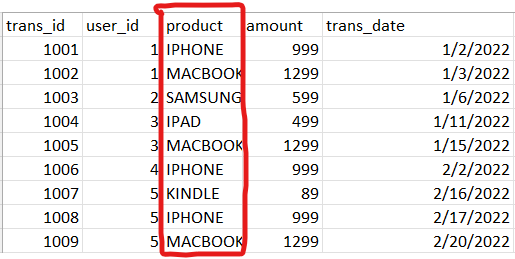 trans_id user_id product amount trans_date
1001 1 IPHONE 999 1/2/2022
1002 1 MACBOOK 1299 1/3/2022
1003 2 SAMSUNG 599 1/6/2022
1004 3 IPAD 499 1/11/2022
1005 3 MACBOOK 1299 1/15/2022
1006 4 IPHONE 999 2/2/2022
1007 5 KINDLE 89 2/16/2022
1008 5 IPHONE 999 2/17/2022
1009 5 MACBOOK 1299 2/20/2022